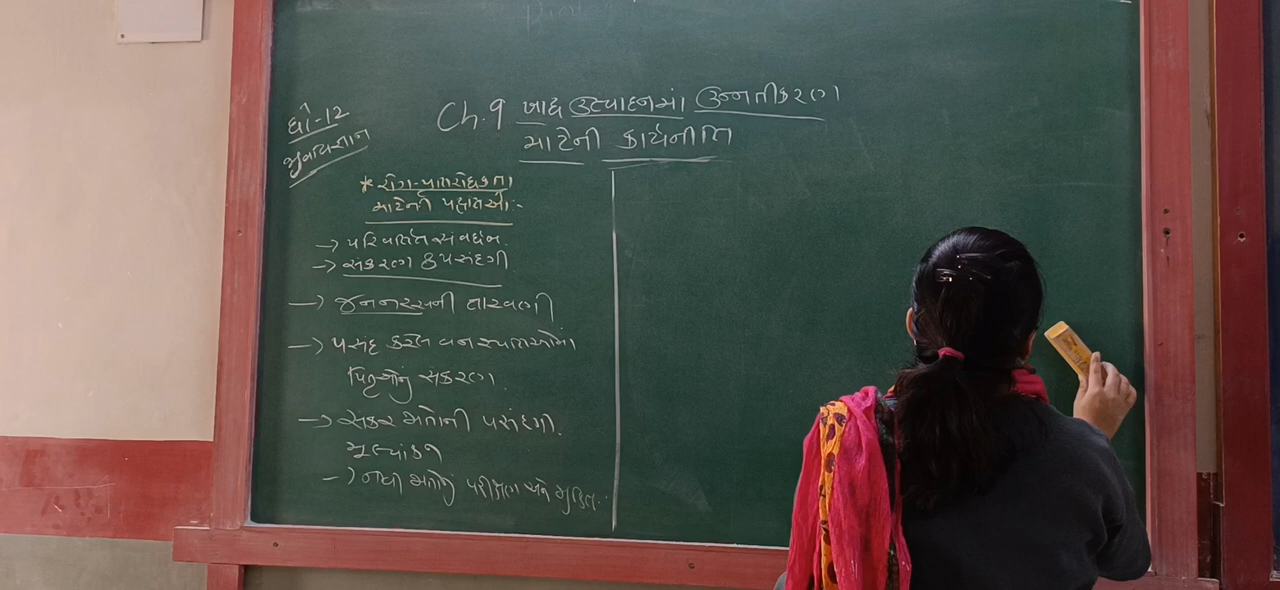 ધો-12
જીવવિજ્ઞાન
Ch.9 ખાદ્ય ઉત્પાદનમાં ઉન્નતીકરણ
માટેની કાર્યનીતિ
* રોગ-પ્રતિરોધકતા
માટેની પદ્ધતિઓ:-
→ પરિવર્તિત સંવર્ધન.
→ સંકરણ & પસંદગી
→ જનનરસની જાળવણી
→ પસંદ કરેલ વનસ્પતિઓમાં
પિતૃઓનું સંકરણ.
→ સંકર જાતોની પસંદગી.
મૂલ્યાંકન
→ નવી જાતોનું પરીક્ષણ અને મુક્તિ..